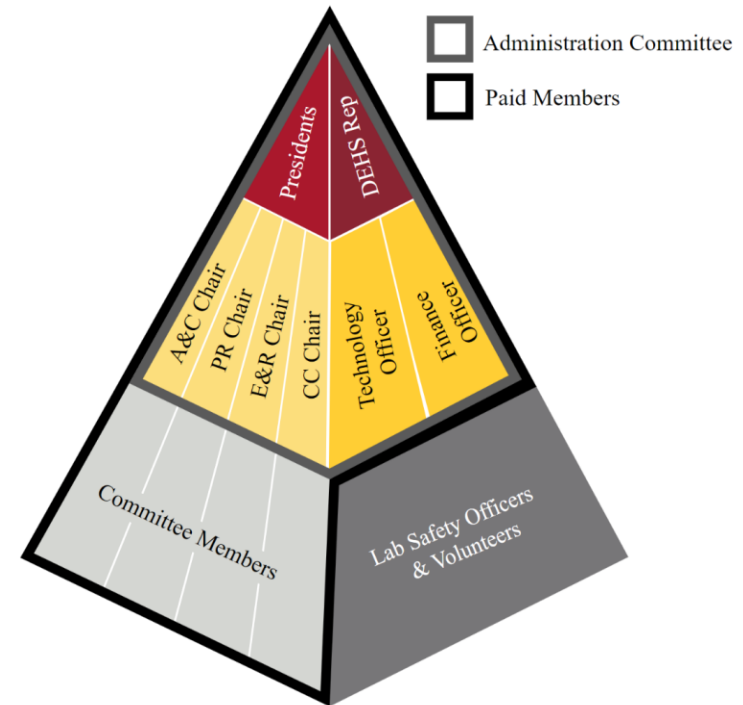 Administration Committee
Paid Members
Presidents
DEHS Rep
A&C Chair
PR Chair
E&R Chair
CC Chair
Technology
Officer
Finance
Officer
Committee Members
Lab Safety Officers
& Volunteers